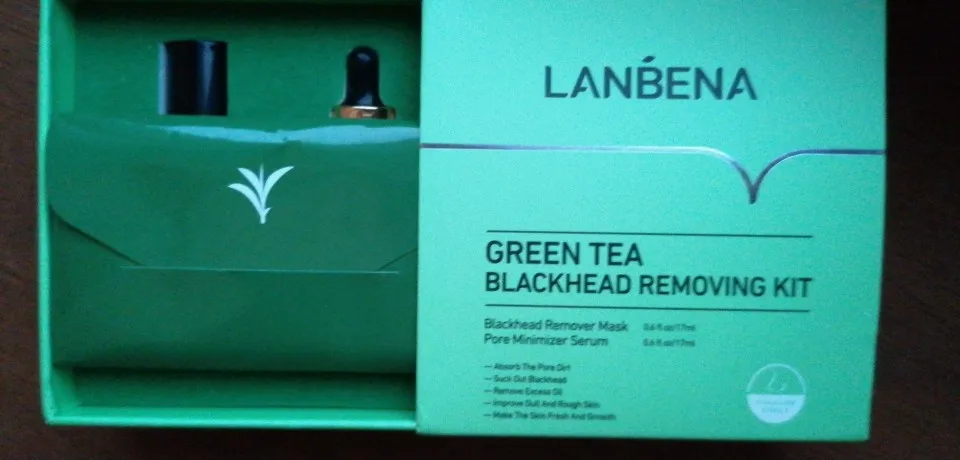 LANBENA
GREEN TEA
BLACKHEAD REMOVING KIT
Blackhead Remover Mask 0.6 fl oz/17ml
Pore Minimizer Serum 0.6 fl oz/17ml
— Absorb The Pore Dirt
— Suck Out Blackhead
— Remove Excess Oil
— Improve Dull And Rough Skin
— Make The Skin Fresh And Smooth